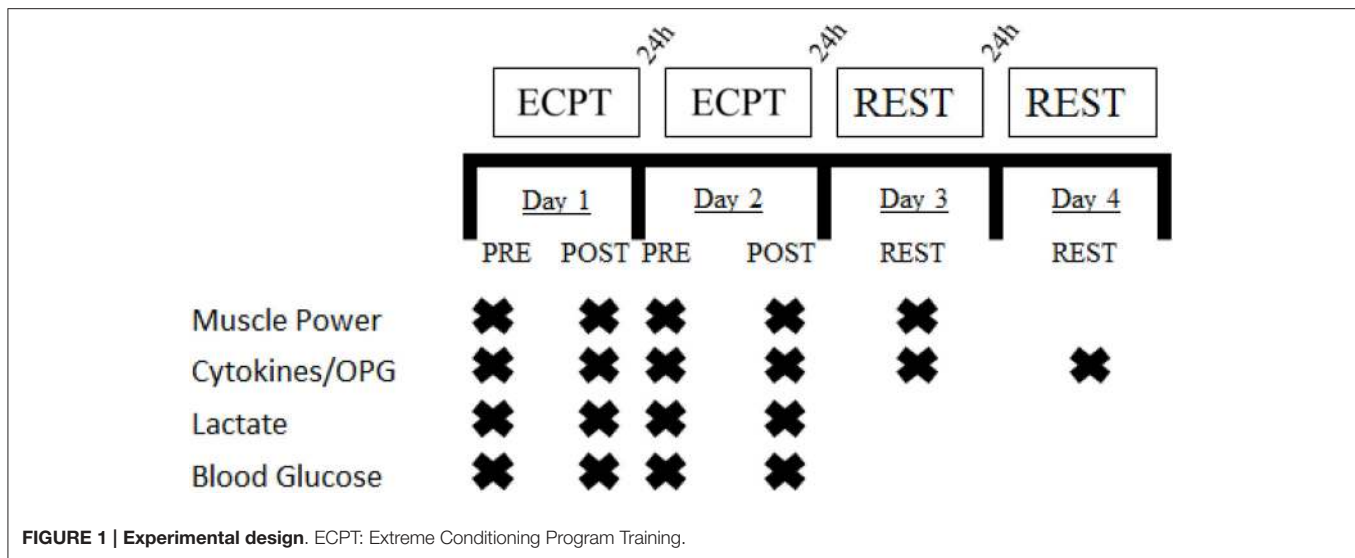 24h 24h 24h
ECPT ECPT REST REST
Day 1 Day 2 Day 3 Day 4
PRE POST PRE POST REST REST
Muscle Power
Cytokines/OPG
Lactate
Blood Glucose
FIGURE 1 | Experimental design. ECPT: Extreme Conditioning Program Training.